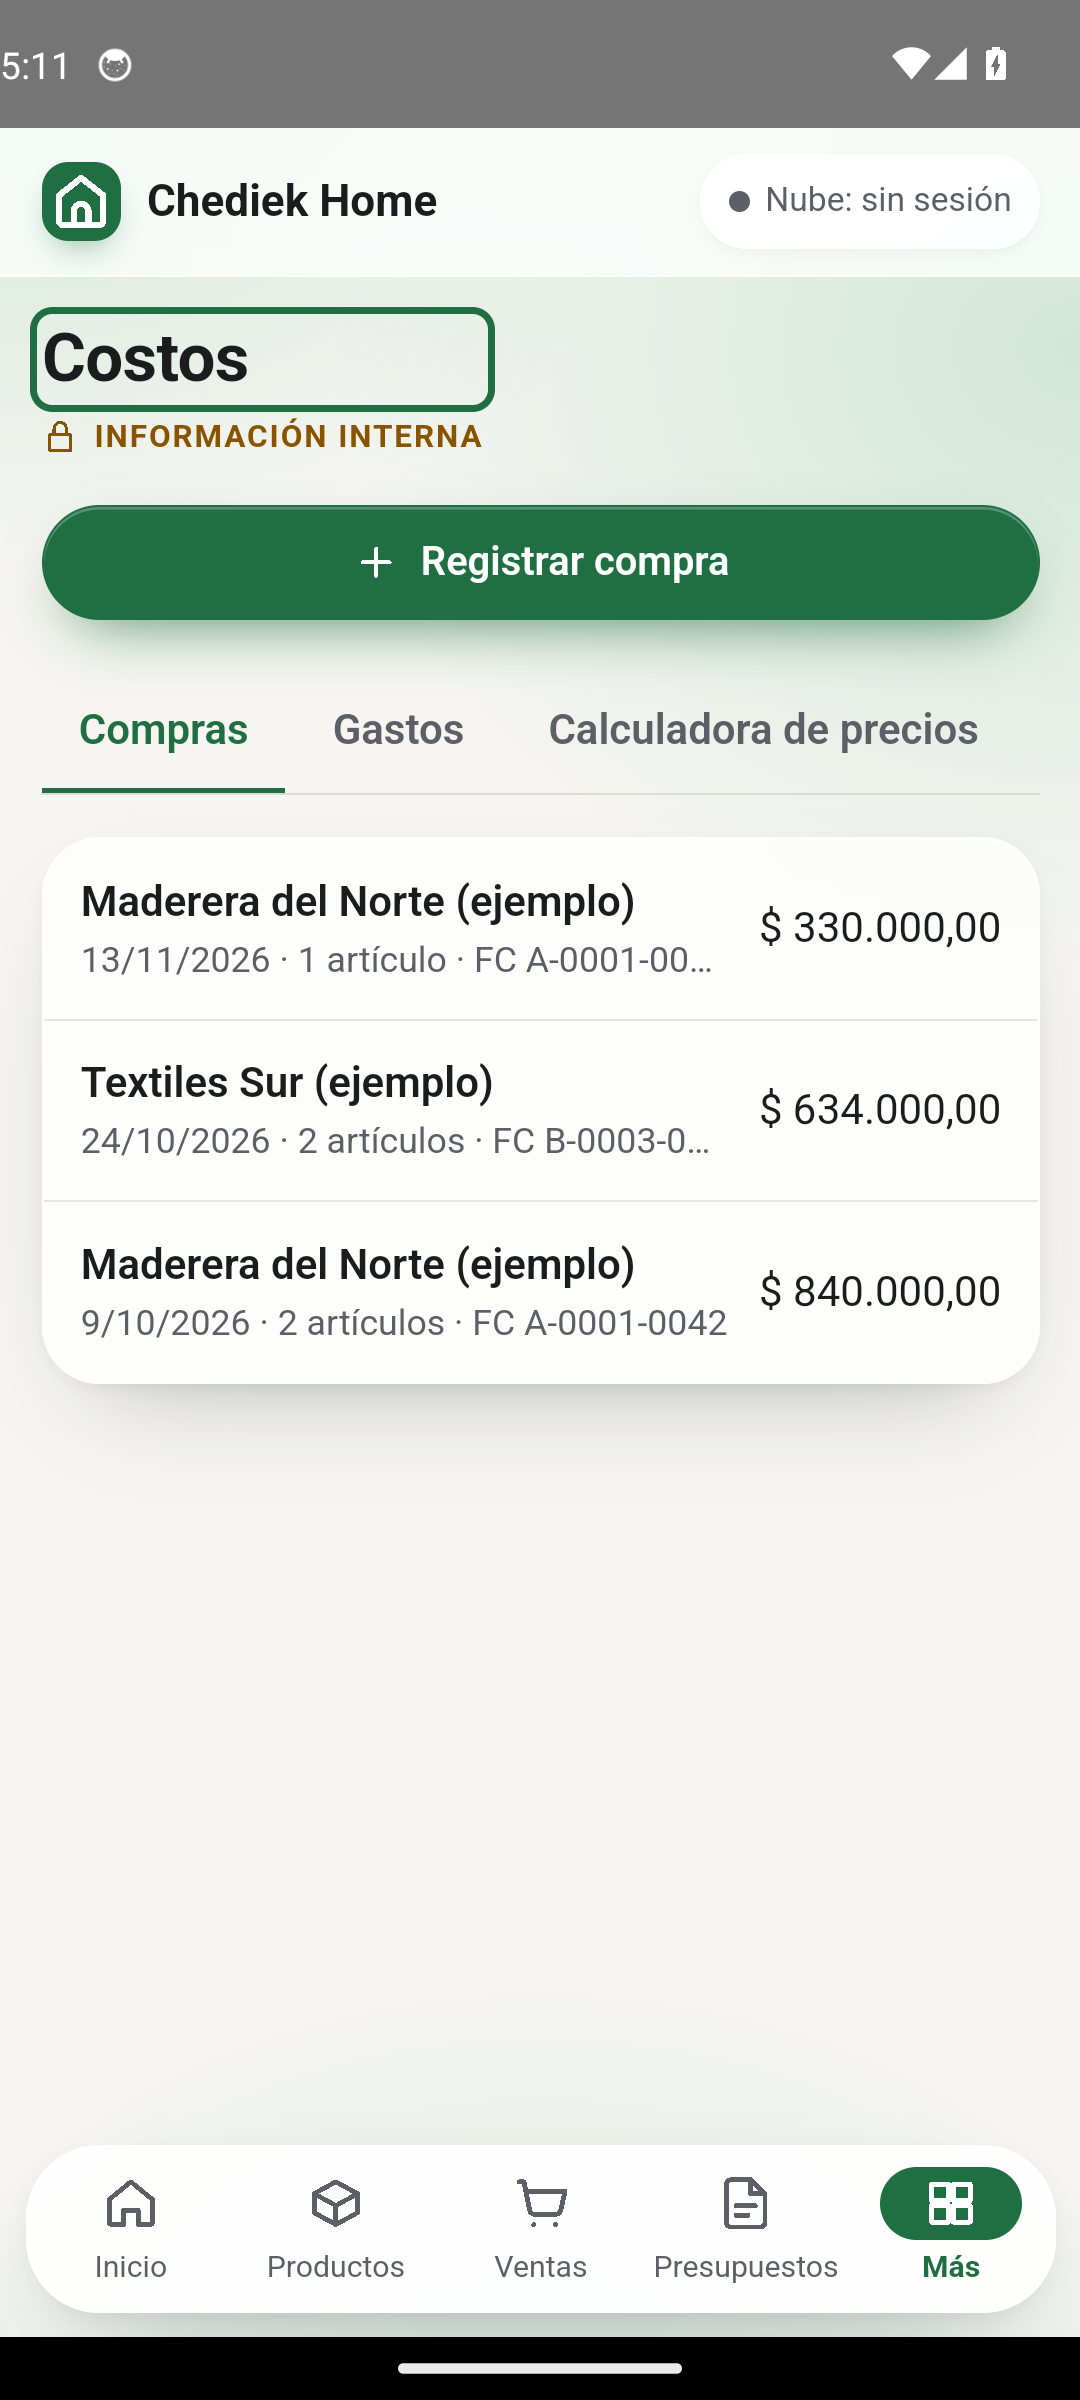 5:11
Chediek Home
Nube: sin sesión
Costos
INFORMACIÓN INTERNA
Registrar compra
Compras
Gastos
Calculadora de precios
Maderera del Norte (ejemplo)
13/11/2026 · 1 artículo · FC A-0001-00…
$ 330.000,00
Textiles Sur (ejemplo)
24/10/2026 · 2 artículos · FC B-0003-0…
$ 634.000,00
Maderera del Norte (ejemplo)
9/10/2026 · 2 artículos · FC A-0001-0042
$ 840.000,00
Inicio
Productos
Ventas
Presupuestos
Más